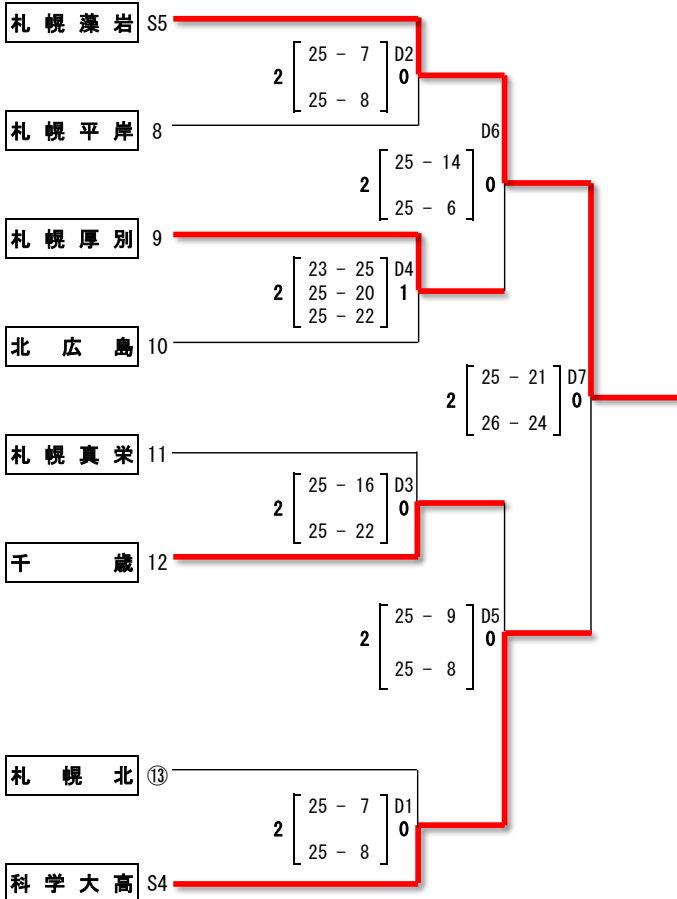 札幌藻岩 S5
25 - 7 D2
2 0
25 - 8
札幌平岸 8
D6
25 - 14
2 0
25 - 6
札幌厚別 9
23 - 25 D4
2 25 - 20 1
25 - 22
北広島 10
25 - 21 D7
2 0
26 - 24
札幌真栄 11
25 - 16 D3
2 0
25 - 22
千歳 12
25 - 9 D5
2 0
25 - 8
札幌北 ⑬
25 - 7 D1
2 0
25 - 8
科学大高 S4